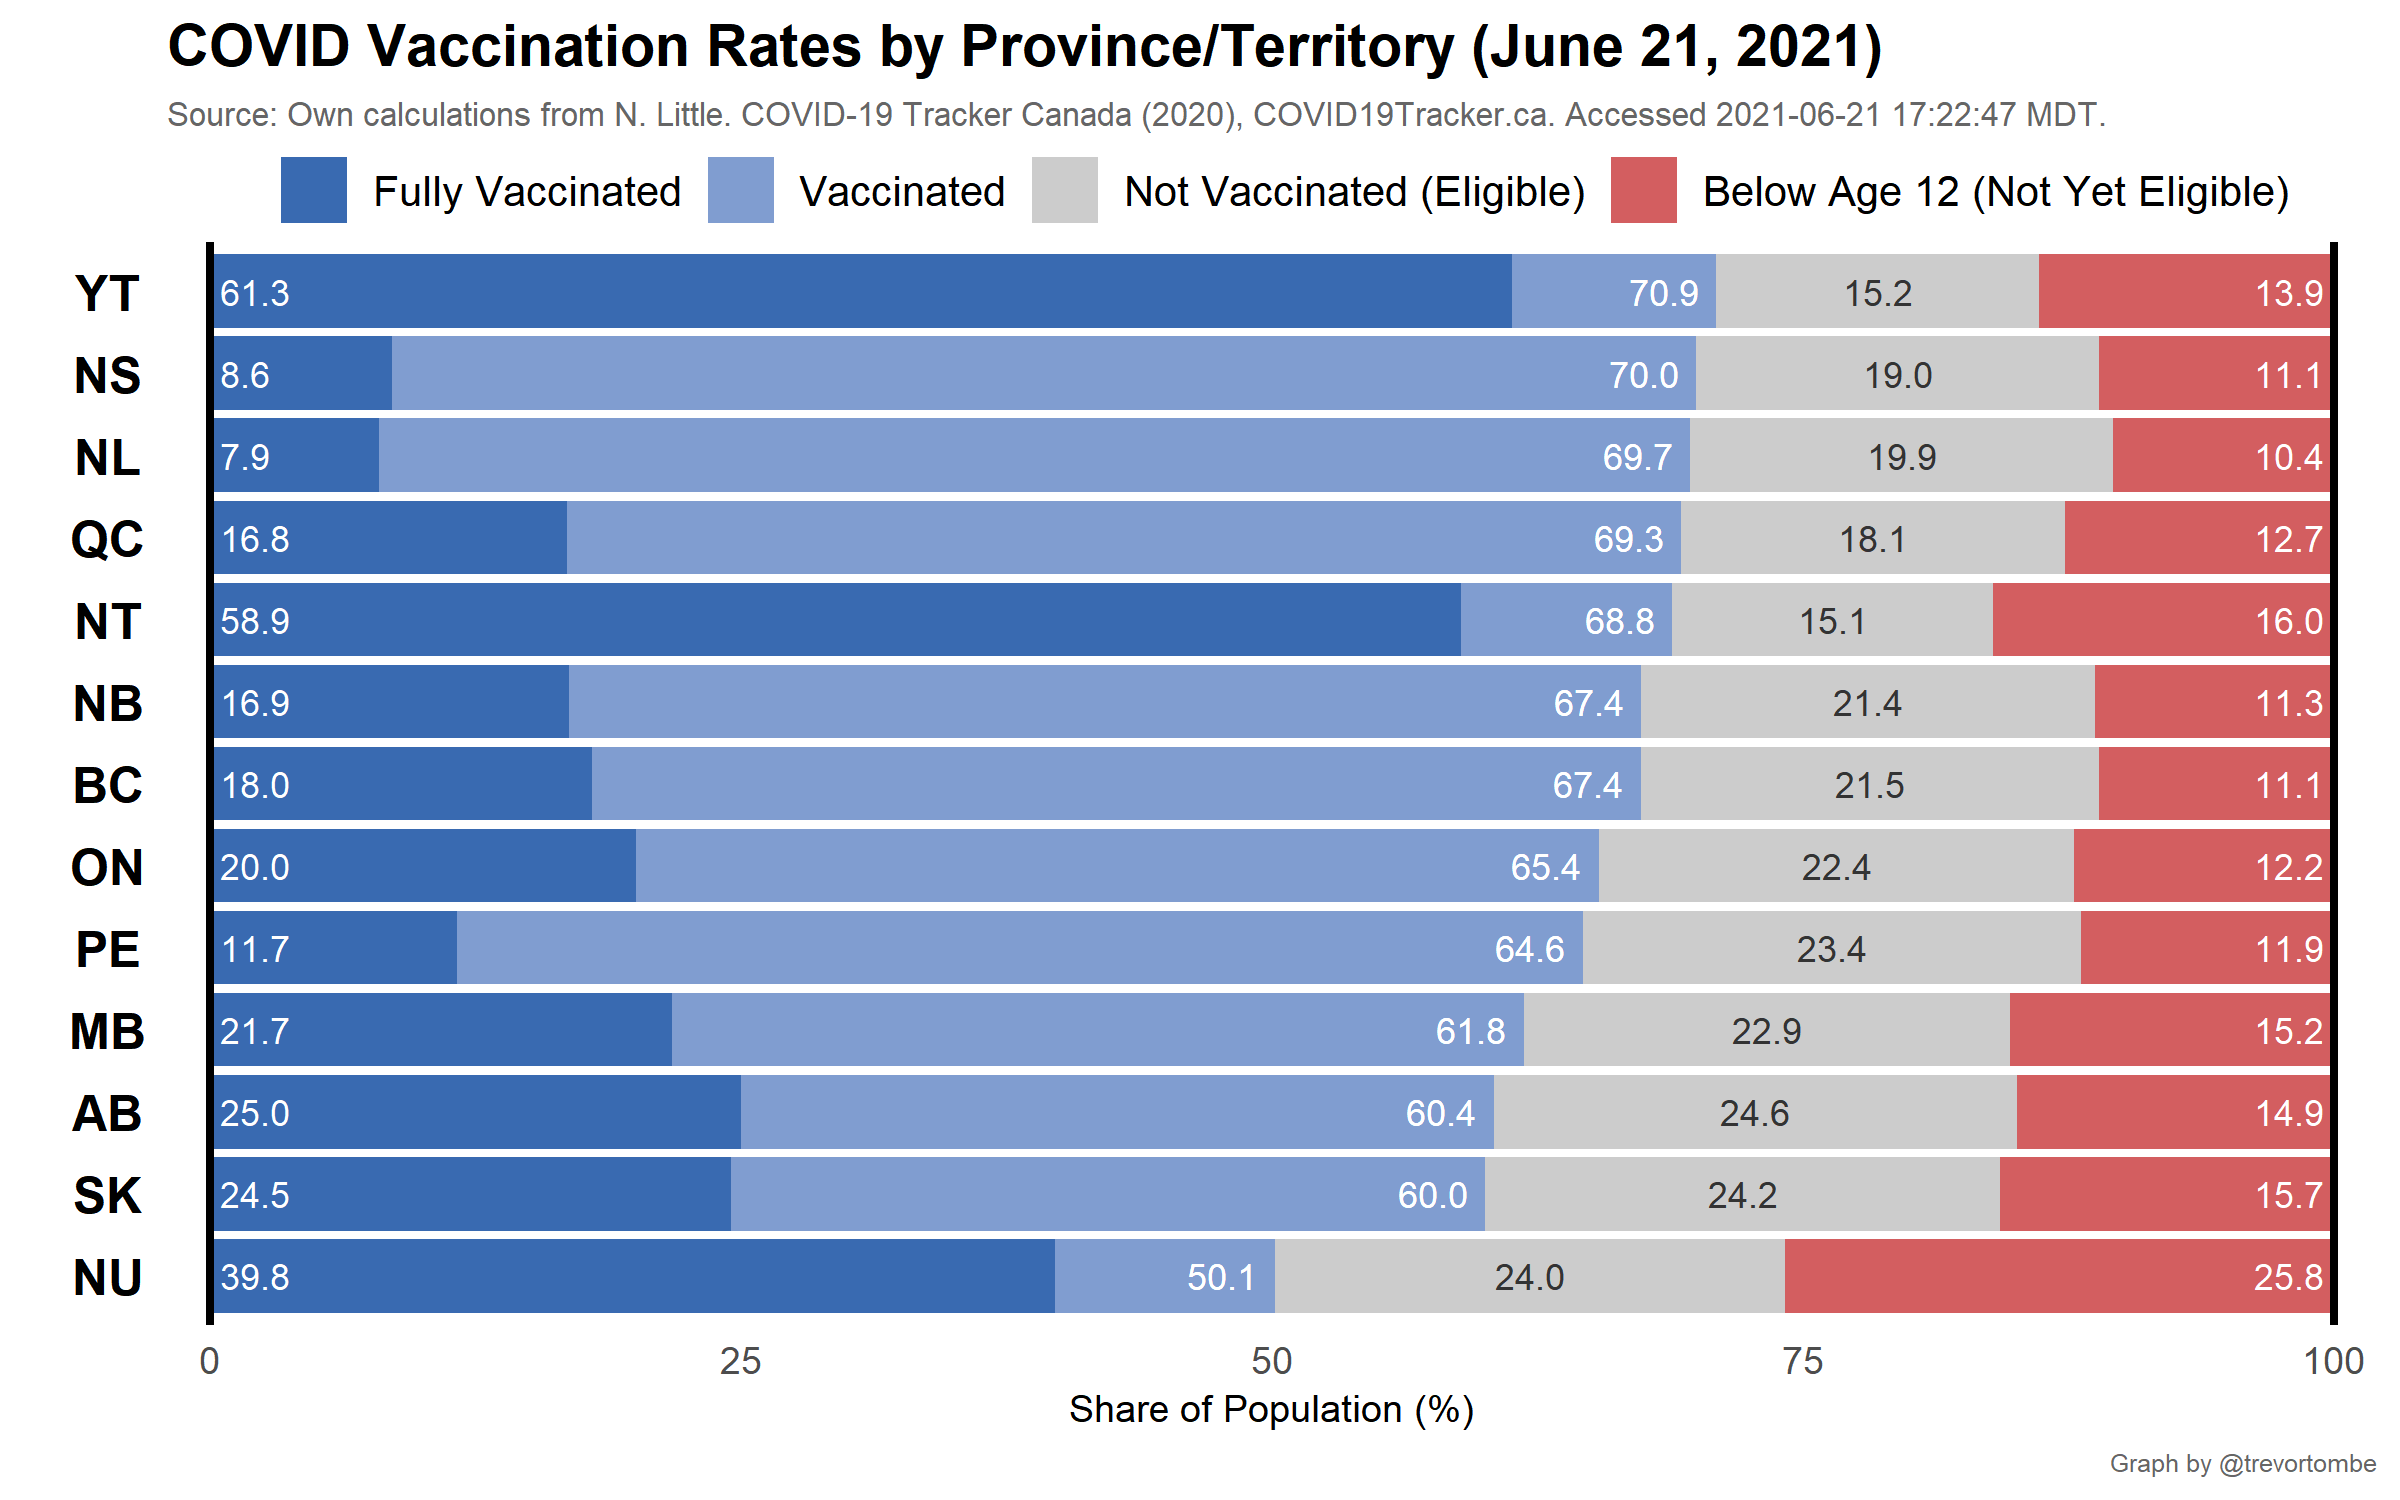 COVID Vaccination Rates by Province/Territory (June 21, 2021)
Source: Own calculations from N. Little. COVID-19 Tracker Canada (2020), COVID19Tracker.ca. Accessed 2021-06-21 17:22:47 MDT.
Fully Vaccinated Vaccinated Not Vaccinated (Eligible) Below Age 12 (Not Yet Eligible)
YT 61.3 70.9 15.2 13.9
NS 8.6 70.0 19.0 11.1
NL 7.9 69.7 19.9 10.4
QC 16.8 69.3 18.1 12.7
NT 58.9 68.8 15.1 16.0
NB 16.9 67.4 21.4 11.3
BC 18.0 67.4 21.5 11.1
ON 20.0 65.4 22.4 12.2
PE 11.7 64.6 23.4 11.9
MB 21.7 61.8 22.9 15.2
AB 25.0 60.4 24.6 14.9
SK 24.5 60.0 24.2 15.7
NU 39.8 50.1 24.0 25.8
0 25 50 75 100
Share of Population (%)
Graph by @trevortombe